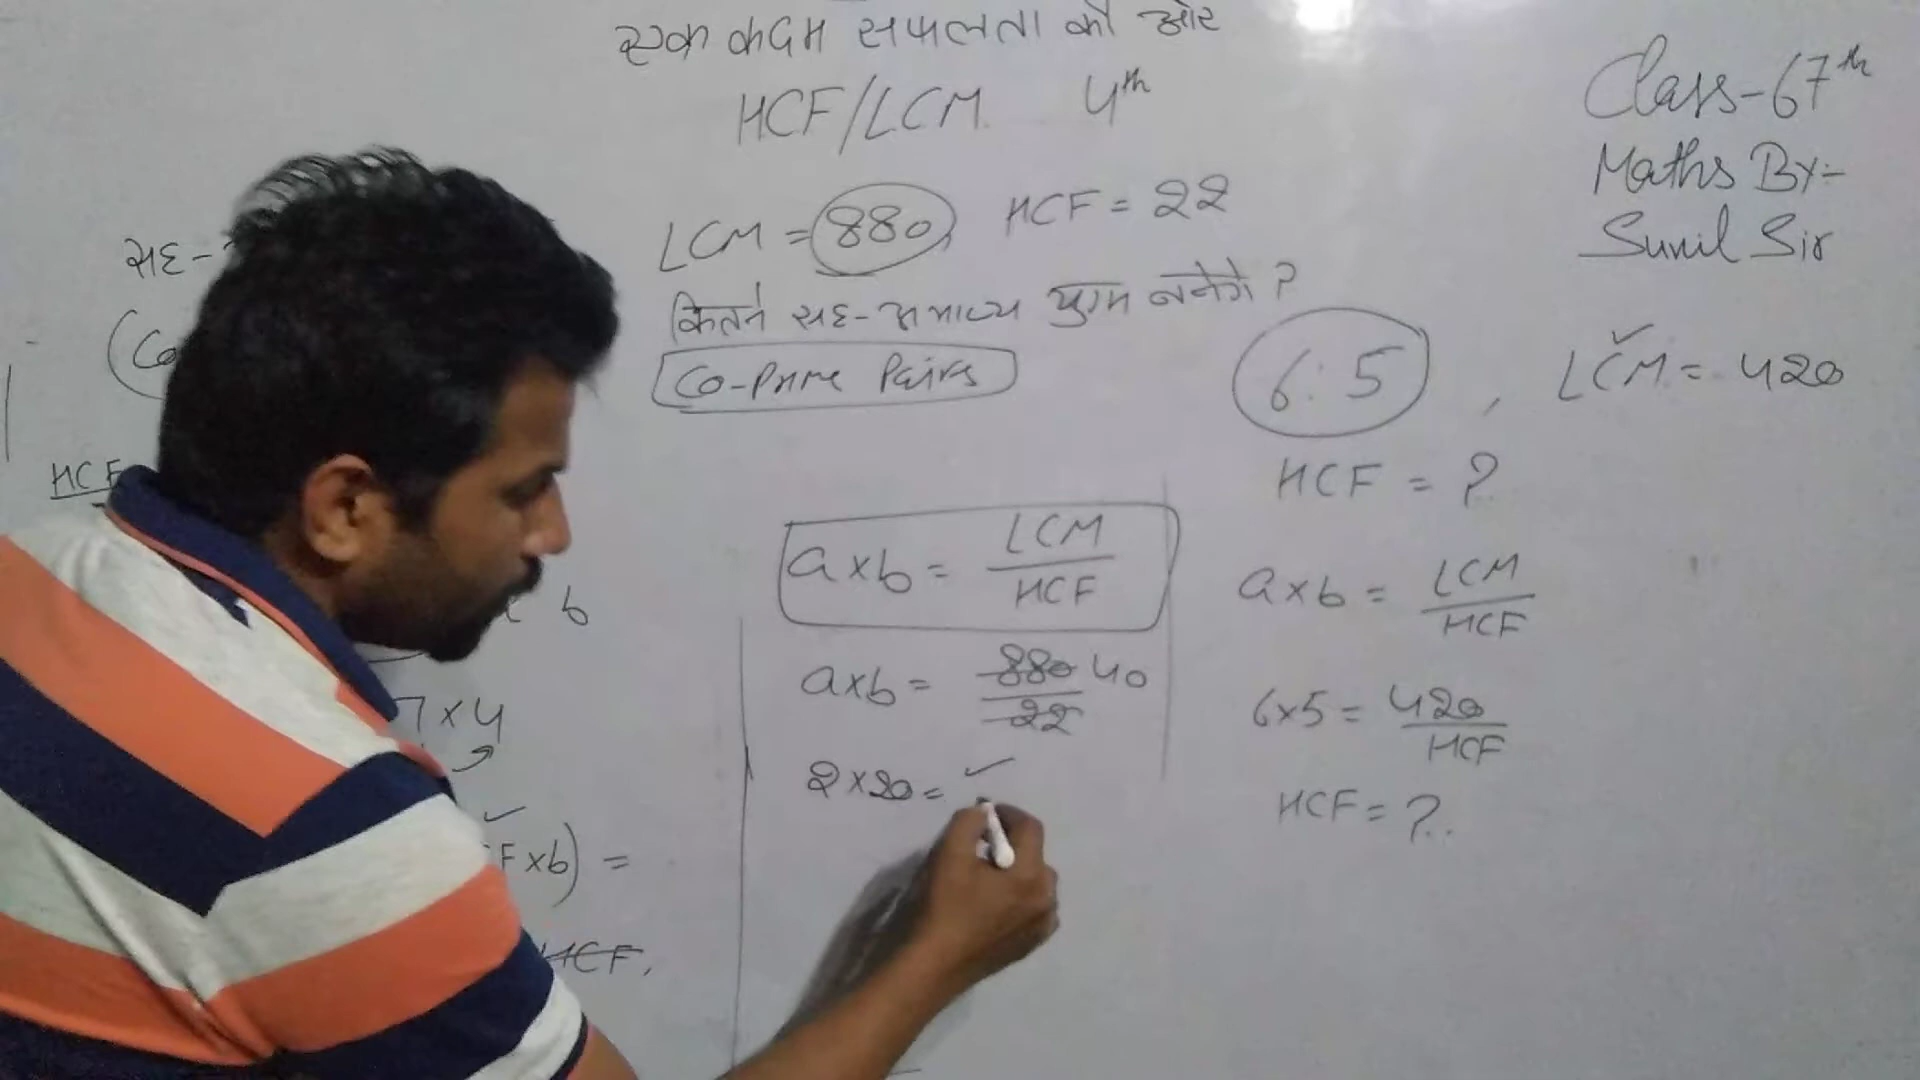 एक कदम सफलता की ओर
HCF/LCM 4th
Class-67th
Maths By:-
Sunil Sir
LCM = 880, HCF = 22
कितने सह-अभाज्य युग्म बनेगे ?
Co-Prime Pairs
सह-
(Co
HCF
b
7 × 4
F × b) =
HCF,
a×b = LCM
HCF
a×b = 880 40
22
2×20 = ✓
6:5 , LCM = 420
HCF = ?
a×b = LCM
HCF
6×5 = 420
HCF
HCF = ?..